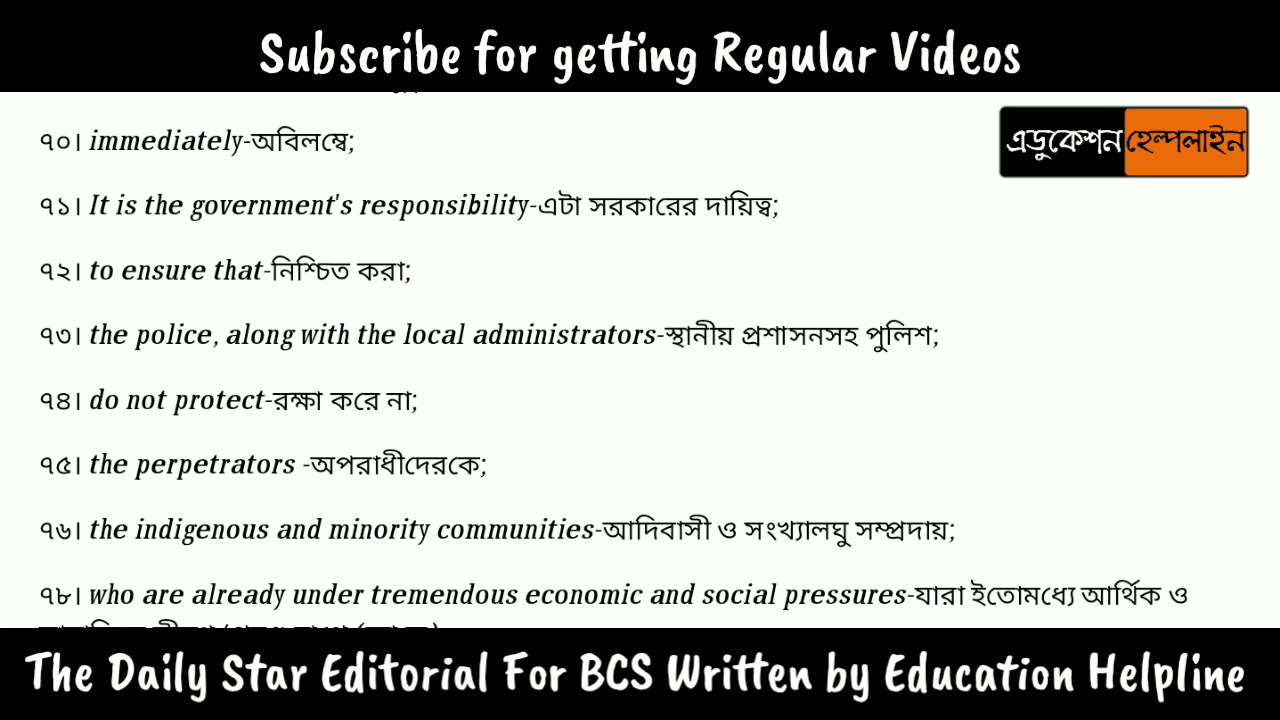 Subscribe for getting Regular Videos
৭০। immediately-অবিলম্বে;
এডুকেশন হেল্পলাইন
৭১। It is the government's responsibility-এটা সরকারের দায়িত্ব;
৭২। to ensure that-নিশ্চিত করা;
৭৩। the police, along with the local administrators-স্থানীয় প্রশাসনসহ পুলিশ;
৭৪। do not protect-রক্ষা করে না;
৭৫। the perpetrators -অপরাধীদেরকে;
৭৬। the indigenous and minority communities-আদিবাসী ও সংখ্যালঘু সম্প্রদায়;
৭৮। who are already under tremendous economic and social pressures-যারা ইতোমধ্যে আর্থিক ও
The Daily Star Editorial For BCS Written by Education Helpline